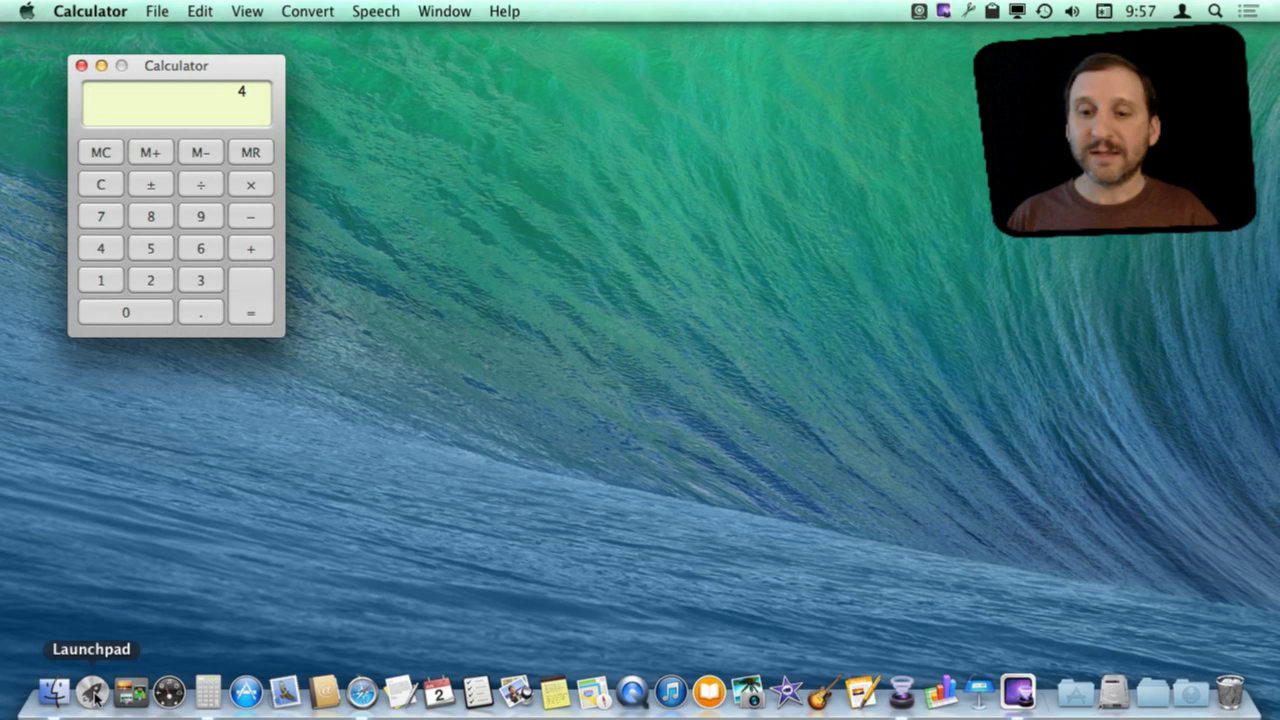 Calculator File Edit View Convert Speech Window Help 9:57
Calculator
4
MC M+ M− MR
C ± ÷ ×
7 8 9 −
4 5 6 +
1 2 3
0 . =
Launchpad
2